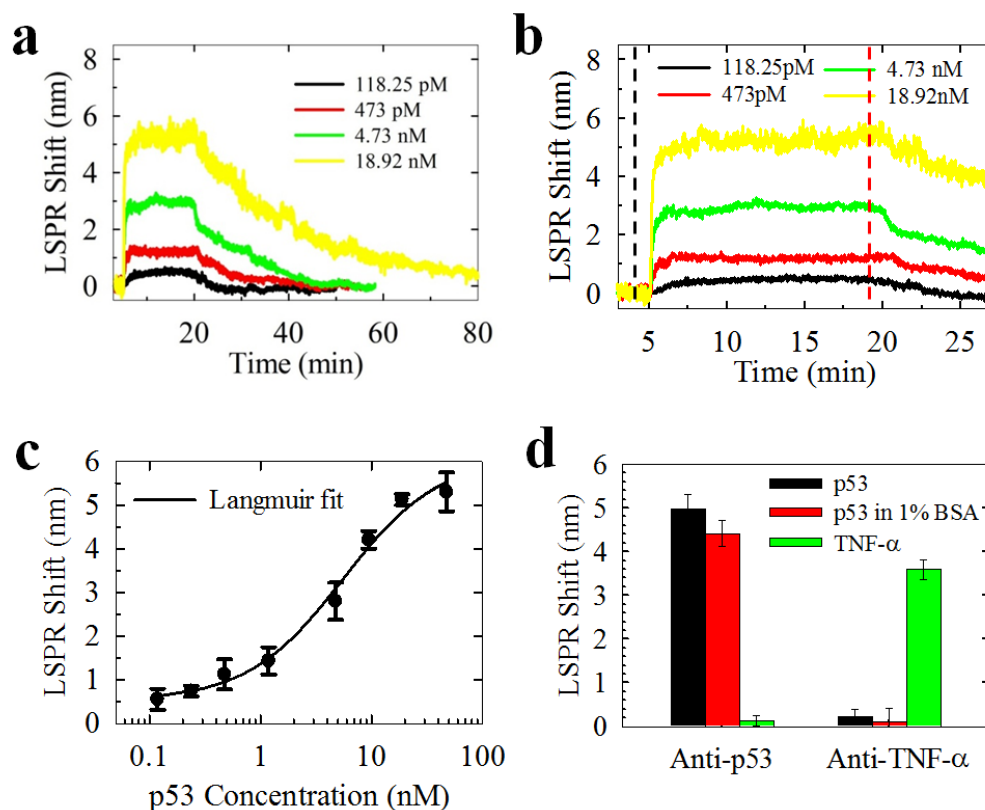 a
8
6
4
2
0
LSPR Shift (nm)
118.25 pM
473 pM
4.73 nM
18.92 nM
20 40 60 80
Time (min)
b
8
6
4
2
0
LSPR Shift (nm)
118.25pM 4.73 nM
473pM 18.92nM
5 10 15 20 25
Time (min)
c
6
5
4
3
2
1
0
LSPR Shift (nm)
Langmuir fit
0.1 1 10 100
p53 Concentration (nM)
d
6
5
4
3
2
1
0
LSPR Shift (nm)
p53
p53 in 1% BSA
TNF-α
Anti-p53 Anti-TNF-α